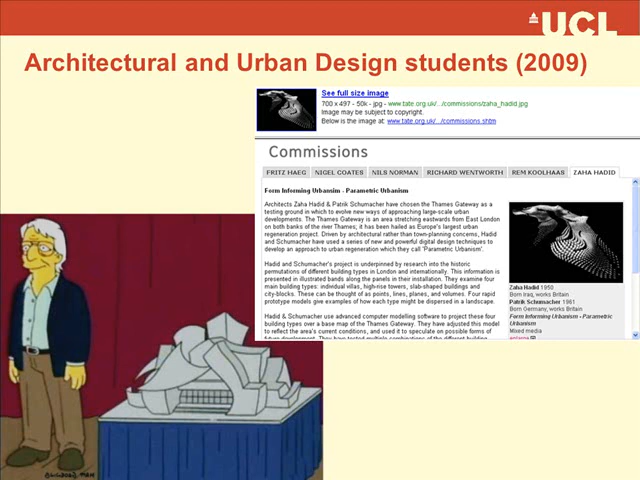 UCL
Architectural and Urban Design students (2009)
See full size image
700 x 497 - 50k - jpg - www.tate.org.uk/.../commissions/zaha_hadid.jpg
Image may be subject to copyright.
Below is the image at: www.tate.org.uk/.../commissions.shtm
Commissions
FRITZ HAEG NIGEL COATES NILS NORMAN RICHARD WENTWORTH REM KOOLHAAS ZAHA HADID
Form Informing Urbansim - Parametric Urbanism
Architects Zaha Hadid & Patrik Schumacher have chosen the Thames Gateway as a
testing ground in which to evolve new ways of approaching large-scale urban
developments. The Thames Gateway is an area stretching eastwards from East London
on both banks of the river Thames; it has been hailed as Europe's largest urban
regeneration project. Driven by architectural rather than town-planning concerns, Hadid
and Schumacher have used a series of new and powerful digital design techniques to
develop an approach to urban regeneration which they call "Parametric Urbanism".
Hadid and Schumacher's project is underpinned by research into the historic
permutations of different building types in London and internationally. This information is
presented in illustrated bands along the panels in their installation. They examine four
main building types: individual villas, high-rise towers, slab-shaped buildings and
city-blocks. These can be thought of as points, lines, planes, and volumes. Four rapid
prototype models give examples of how each type might be dispersed in a landscape.
Hadid & Schumacher use advanced computer modelling software to project these four
building types over a base map of the Thames Gateway. They have adjusted this model
to reflect the area's current conditions, and used it to speculate on possible forms of
future development. They have tested multiple combinations of the different building
Zaha Hadid 1950
Born Iraq, works Britain
Patrik Schumacher 1961
Born Germany, works Britain
Form Informing Urbanism - Parametric
Urbanism
Mixed media
enlarge